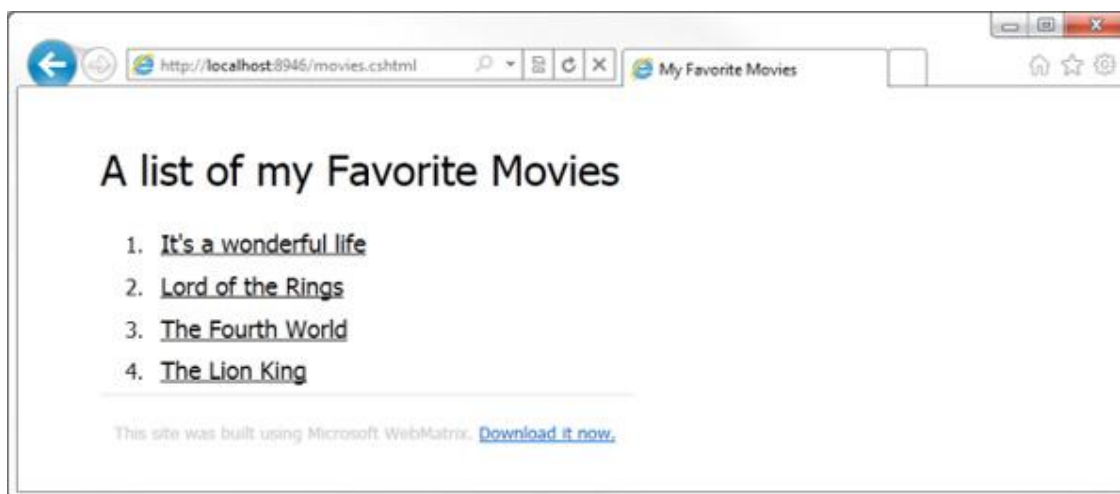 http://localhost:8946/movies.cshtml
My Favorite Movies
A list of my Favorite Movies
1. It's a wonderful life
2. Lord of the Rings
3. The Fourth World
4. The Lion King
This site was built using Microsoft WebMatrix. Download it now.